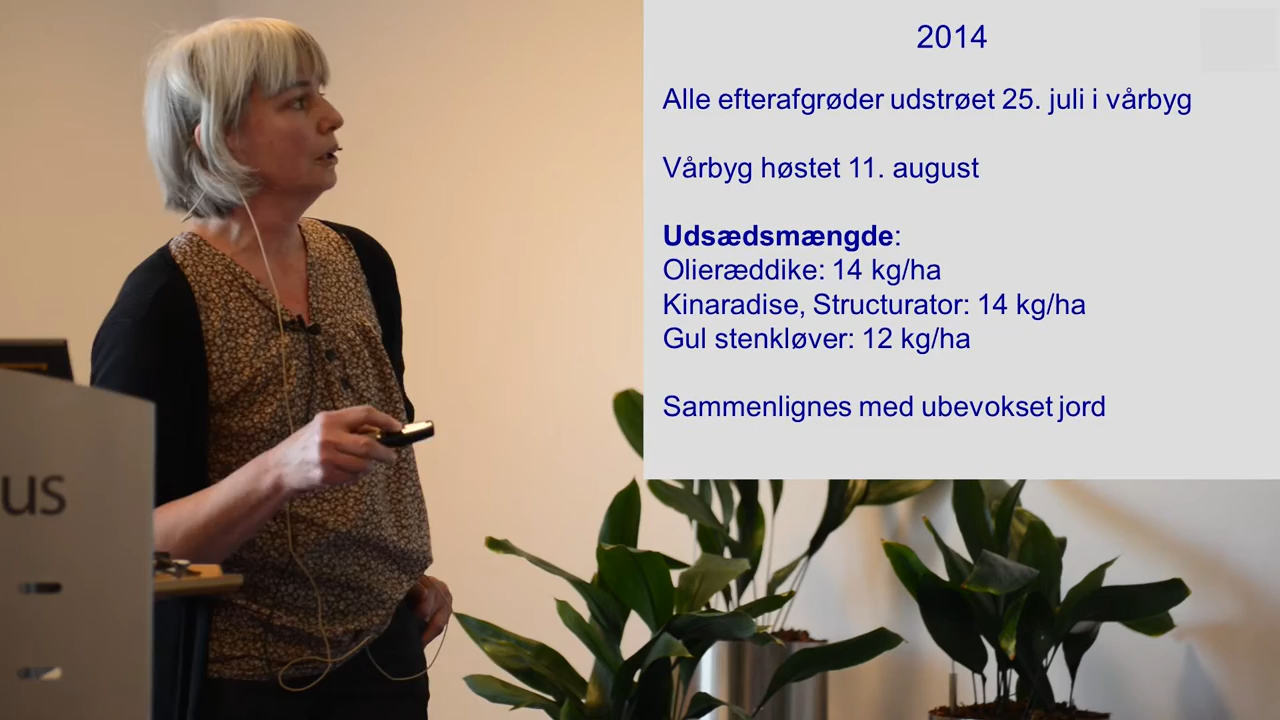 2014
Alle efterafgrøder udstrøet 25. juli i vårbyg
Vårbyg høstet 11. august
Udsædsmængde:
Olieræddike: 14 kg/ha
Kinaradise, Structurator: 14 kg/ha
Gul stenkløver: 12 kg/ha
Sammenlignes med ubevokset jord
us